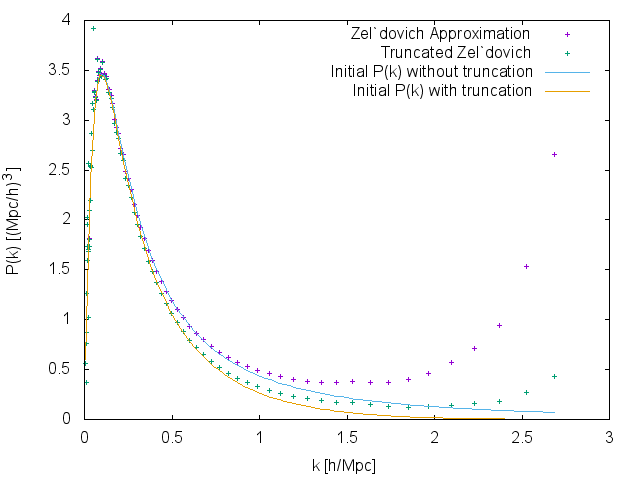 Zel`dovich Approximation
Truncated Zel`dovich
Initial P(k) without truncation
Initial P(k) with truncation
4
3.5
3
2.5
2
1.5
1
0.5
0
P(k) [(Mpc/h)^3]
0 0.5 1 1.5 2 2.5 3
k [h/Mpc]